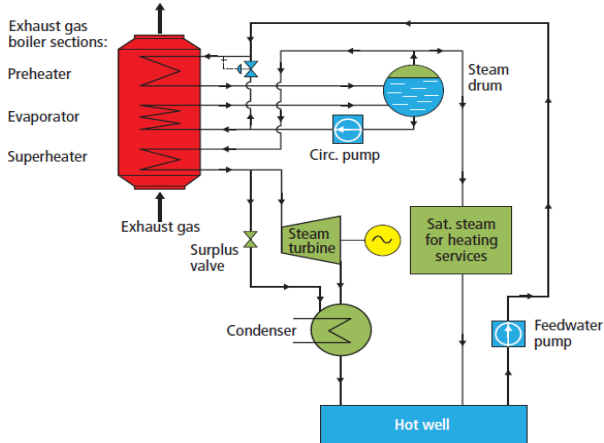 Exhaust gas
boiler sections:
Preheater
Evaporator
Superheater
Exhaust gas
Steam
drum
Circ. pump
Surplus
valve
Steam
turbine
Sat. steam
for heating
services
Condenser
Feedwater
pump
Hot well